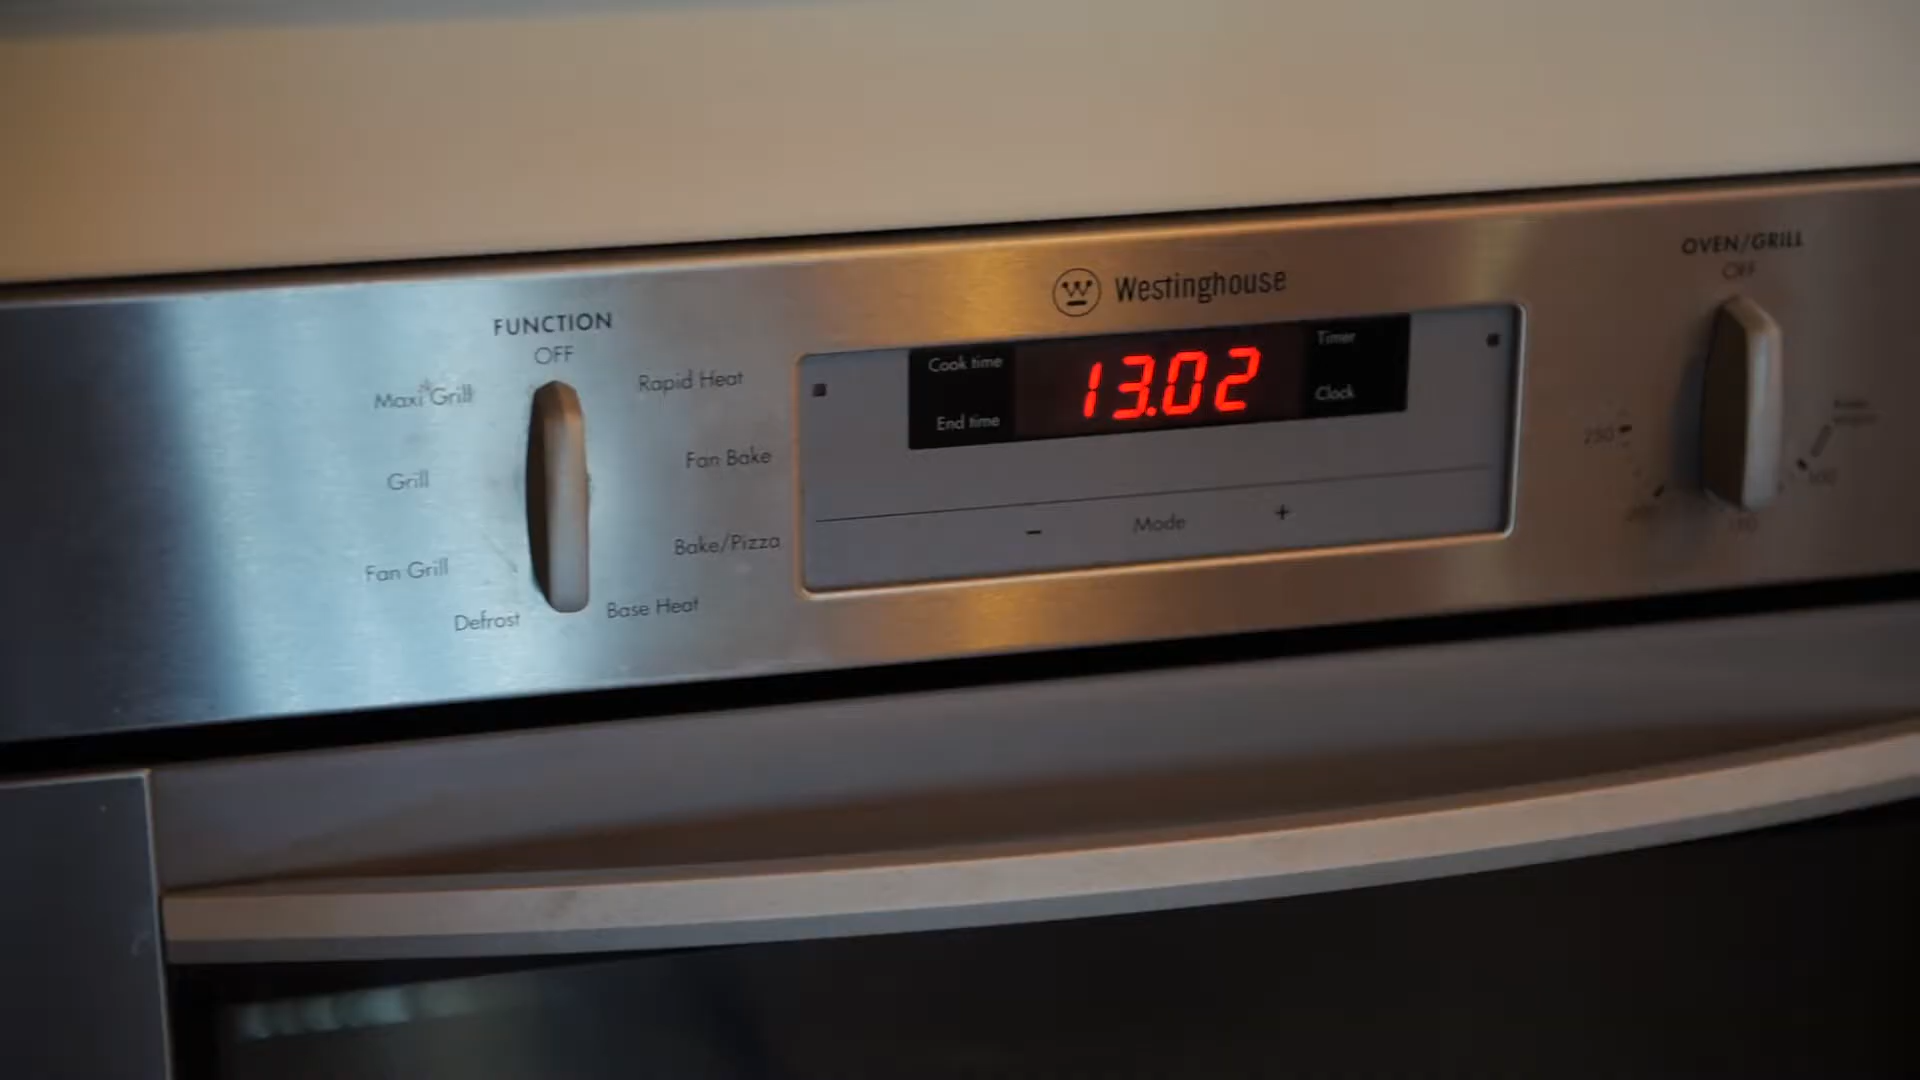 Westinghouse
OVEN/GRILL
OFF
FUNCTION
OFF
Maxi Grill
Rapid Heat
Grill
Fan Bake
Fan Grill
Bake/Pizza
Defrost
Base Heat
Cook time
13.02
Timer
End time
Clock
− Mode +
250